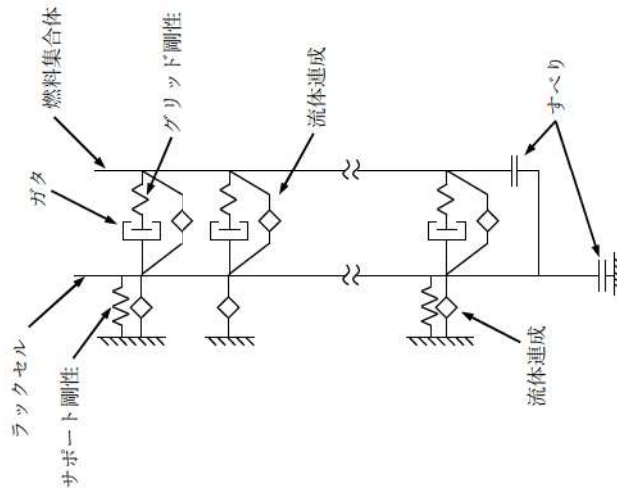 ラックセル
サポート剛性
ガタ
燃料集合体
グリッド剛性
流体連成
流体連成
すべり